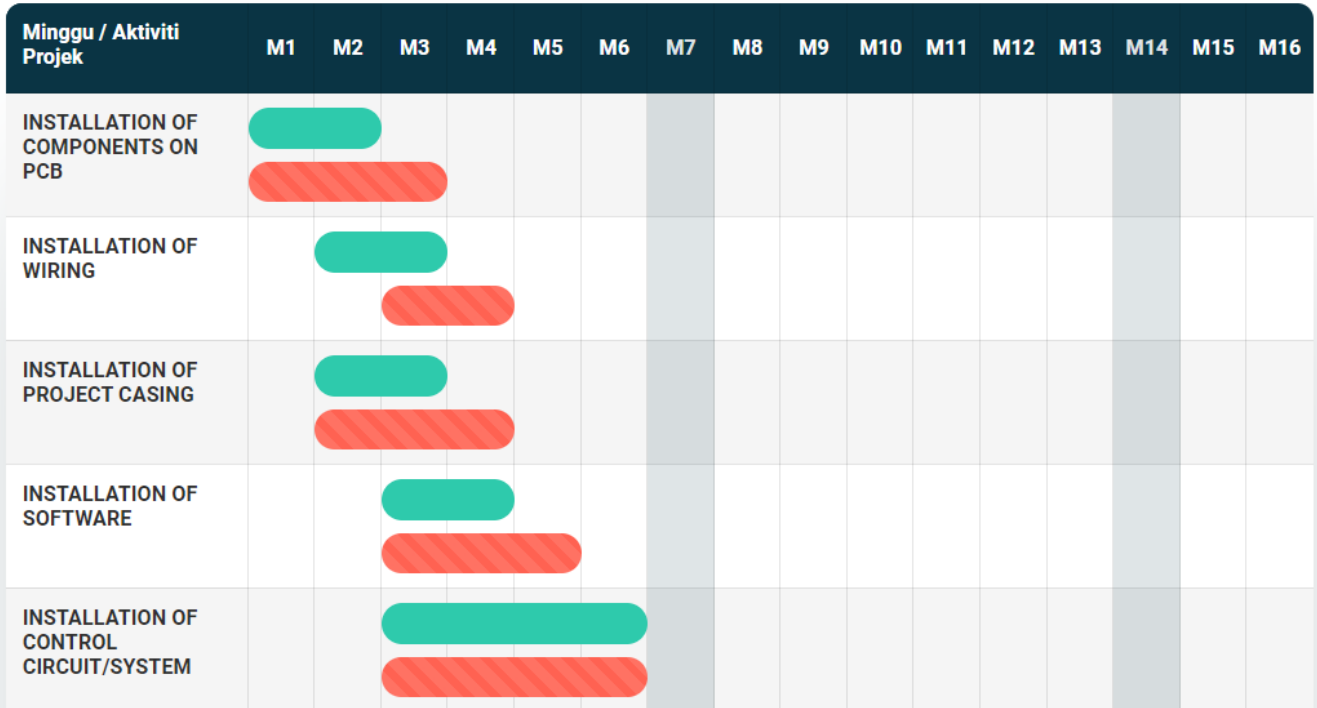 Minggu / Aktiviti
Projek
M1 M2 M3 M4 M5 M6 M7 M8 M9 M10 M11 M12 M13 M14 M15 M16
INSTALLATION OF
COMPONENTS ON
PCB
INSTALLATION OF
WIRING
INSTALLATION OF
PROJECT CASING
INSTALLATION OF
SOFTWARE
INSTALLATION OF
CONTROL
CIRCUIT/SYSTEM